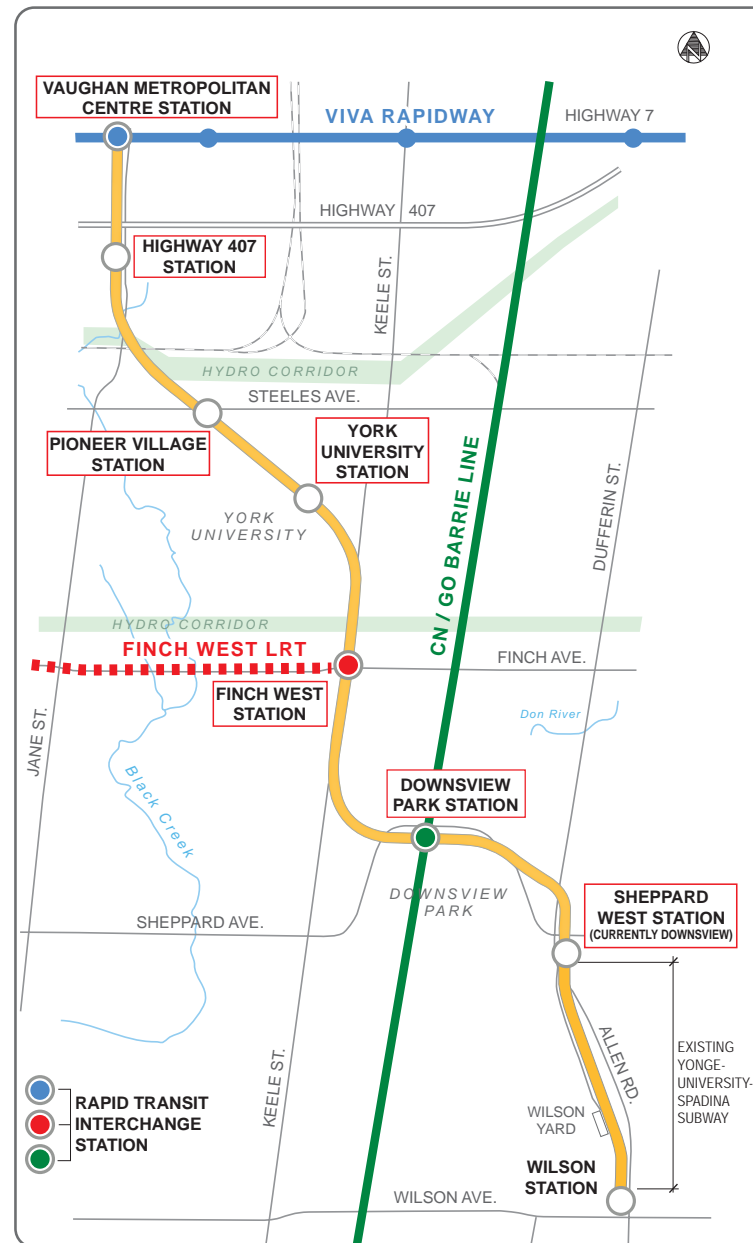 VAUGHAN METROPOLITAN
CENTRE STATION
VIVA RAPIDWAY
HIGHWAY 7
HIGHWAY 407
HIGHWAY 407
STATION
KEELE ST.
HYDRO CORRIDOR
STEELES AVE.
PIONEER VILLAGE
STATION
YORK
UNIVERSITY
STATION
YORK
UNIVERSITY
CN / GO BARRIE LINE
DUFFERIN ST.
HYDRO CORRIDOR
FINCH WEST LRT
FINCH AVE.
FINCH WEST
STATION
JANE ST.
Don River
Black Creek
DOWNSVIEW
PARK STATION
DOWNSVIEW
PARK
SHEPPARD AVE.
SHEPPARD
WEST STATION
(CURRENTLY DOWNSVIEW)
ALLEN RD.
EXISTING
YONGE-
UNIVERSITY-
SPADINA
SUBWAY
KEELE ST.
WILSON
YARD
WILSON
STATION
WILSON AVE.
RAPID TRANSIT
INTERCHANGE
STATION